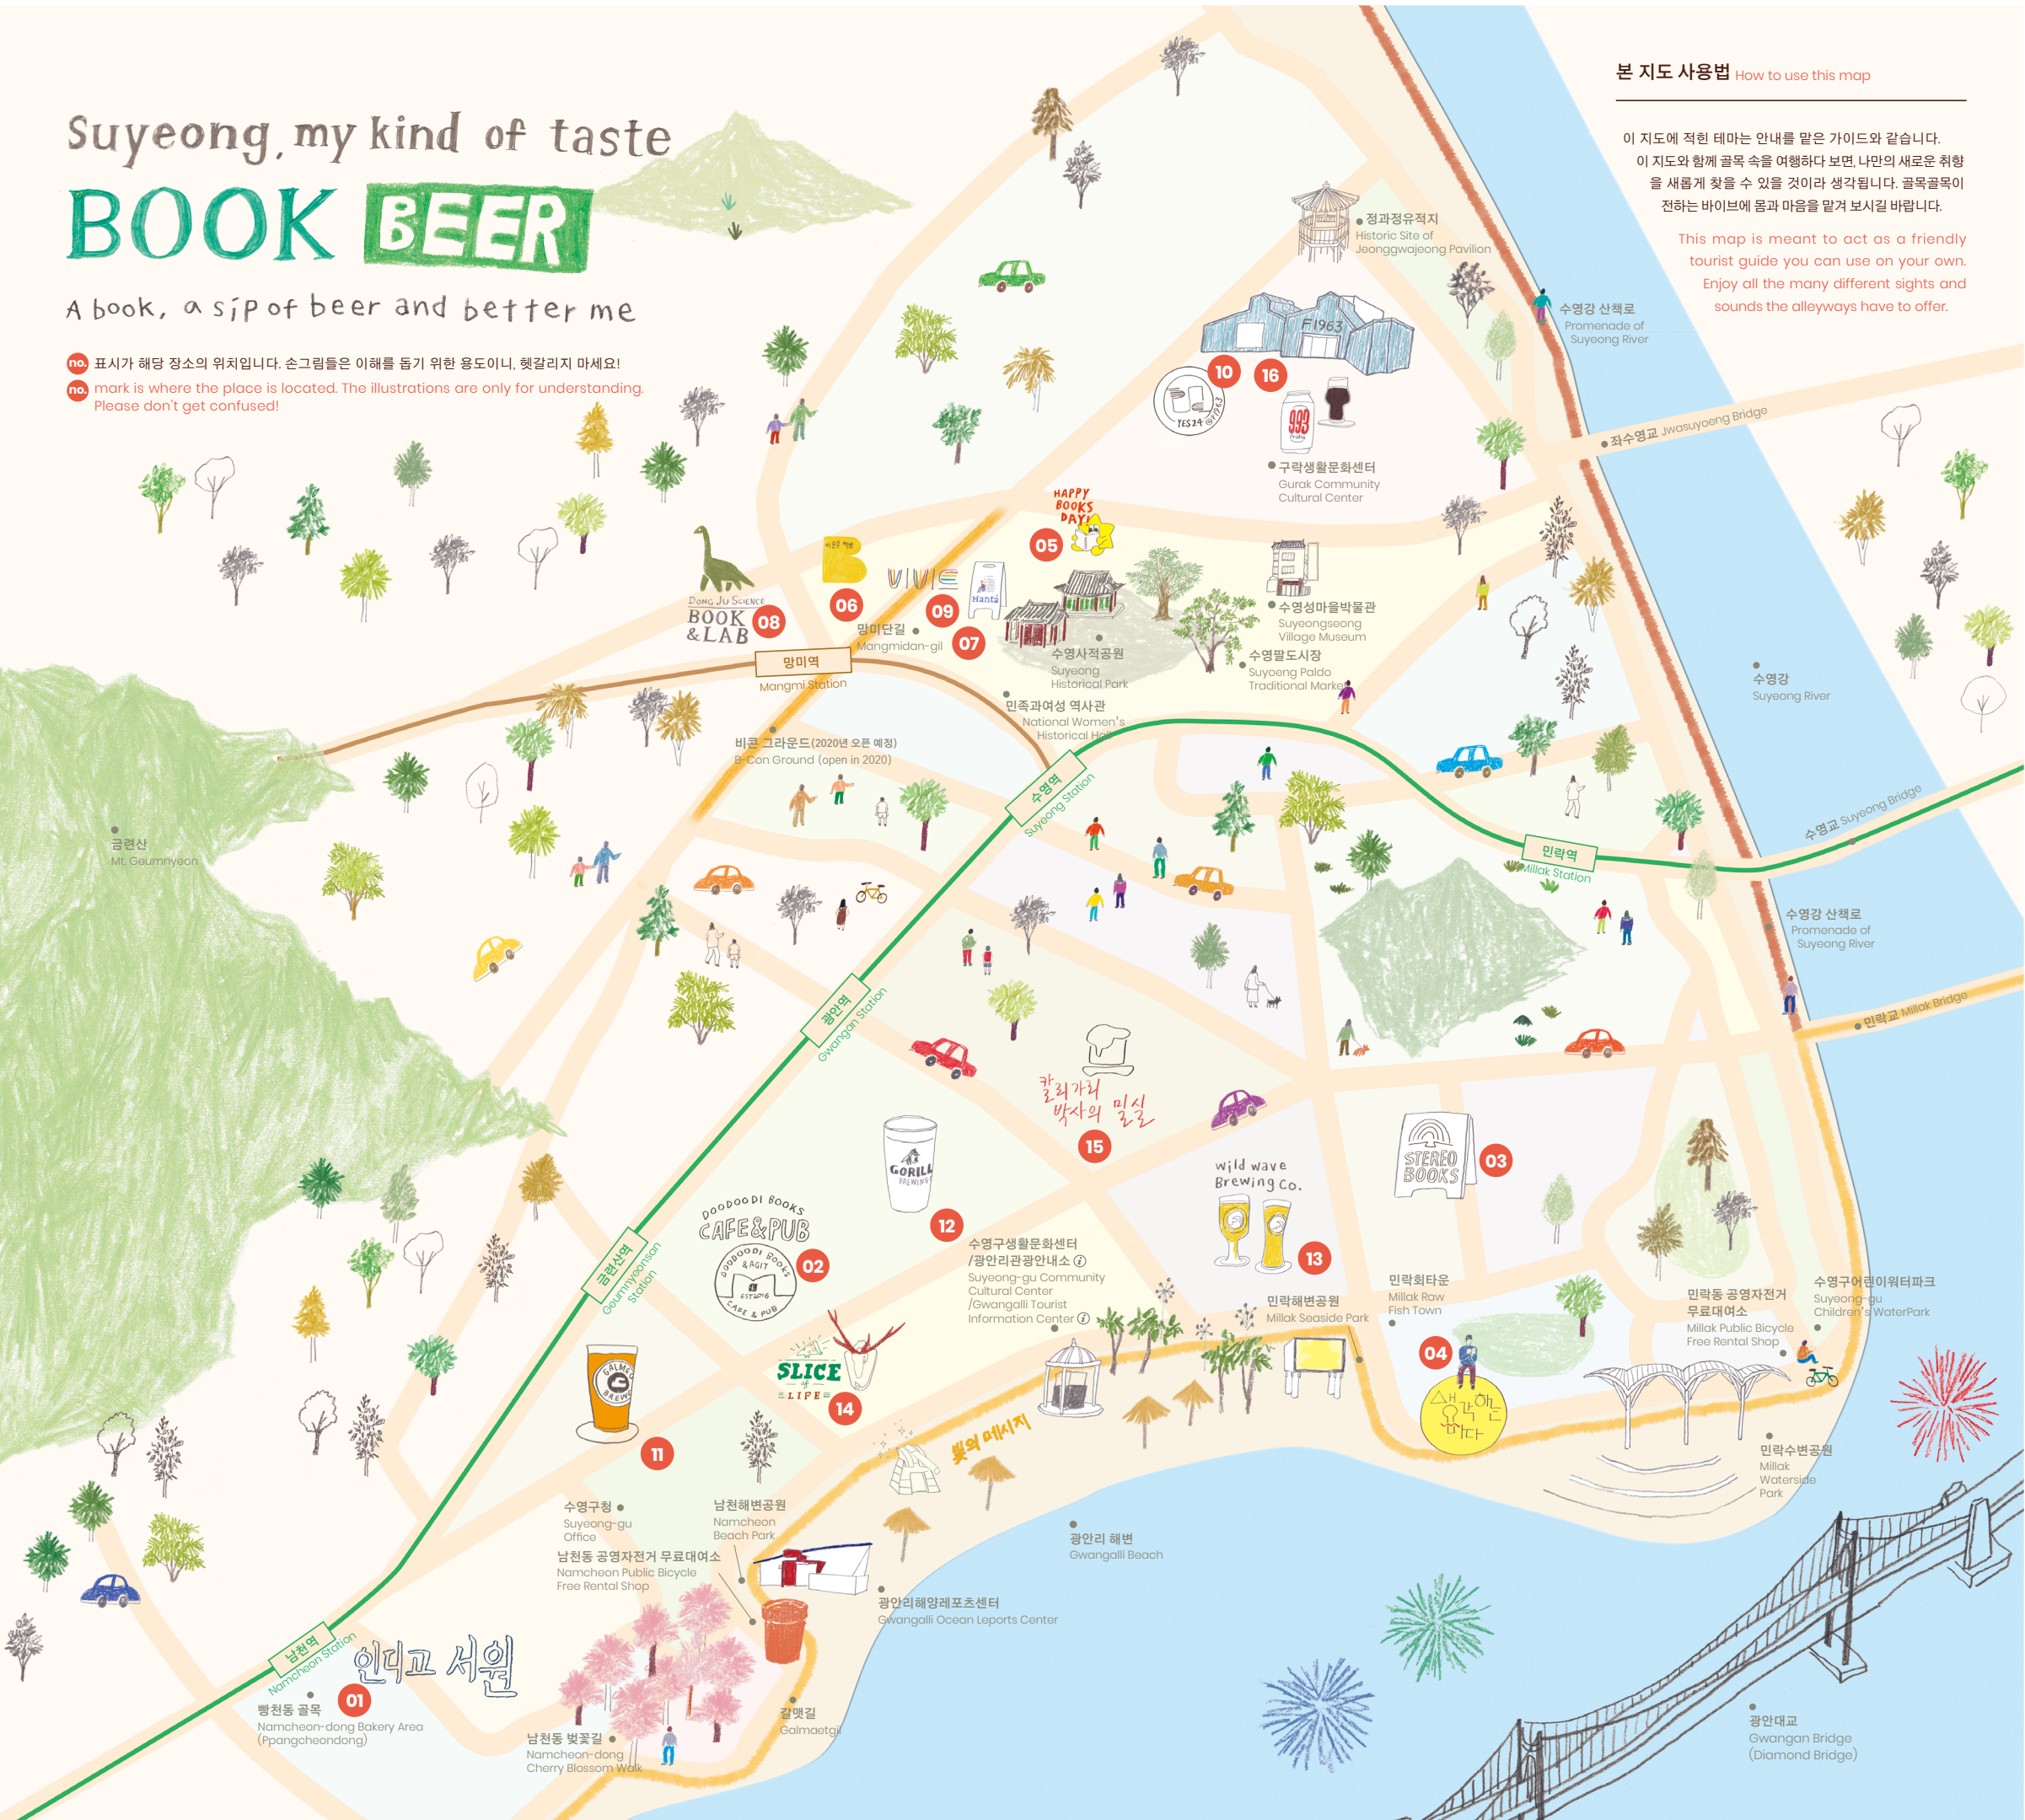 Suyeong, my kind of taste
BOOK BEER
A book, a sip of beer and better me
no. 표시가 해당 장소의 위치입니다. 손그림들은 이해를 돕기 위한 용도이니, 헷갈리지 마세요!
no. mark is where the place is located. The illustrations are only for understanding.
Please don't get confused!
본 지도 사용법 How to use this map
이 지도에 적힌 테마는 안내를 맡은 가이드와 같습니다.
이 지도와 함께 골목 속을 여행하다 보면, 나만의 새로운 취향
을 새롭게 찾을 수 있을 것이라 생각됩니다. 골목골목이
전하는 바이브에 몸과 마음을 맡겨 보시길 바랍니다.
This map is meant to act as a friendly
tourist guide you can use on your own.
Enjoy all the many different sights and
sounds the alleyways have to offer.
정과정유적지
Historic Site of
Jeonggwajeong Pavilion
수영강 산책로
Promenade of
Suyeong River
F1963
10
16
YES24 @F1963
993
Praha
좌수영교 Jwasuyoeng Bridge
구락생활문화센터
Gurak Community
Cultural Center
HAPPY
BOOKS
DAY!
05
DONG JU SCIENCE
BOOK
& LAB
08
B
06
VIVIE
09
Hantá
07
망미단길
Mangmidan-gil
망미역
Mangmi Station
수영사적공원
Suyeong
Historical Park
수영성마을박물관
Suyeongseong
Village Museum
수영팔도시장
Suyoeng Paldo
Traditional Market
민족과여성 역사관
National Women's
Historical Hall
수영강
Suyeong River
비콘 그라운드(2020년 오픈 예정)
B-Con Ground (open in 2020)
수영역
Suyeong Station
금련산
Mt. Geumnyeon
민락역
Millak Station
수영교 Suyeong Bridge
수영강 산책로
Promenade of
Suyeong River
민락교 Millak Bridge
광안역
Gwangan Station
칼리가리
박사의 밀실
15
GORILL
BREWING
12
wild wave
Brewing Co.
13
STEREO
BOOKS
03
DOODOODI BOOKS
CAFE&PUB
DOODOODI BOOKS
& AGIT
EST 2016
CAFE & PUB
02
금련산역
Geumnyeonsan
Station
수영구생활문화센터
/광안리관광안내소 ⓘ
Suyeong-gu Community
Cultural Center
/Gwangalli Tourist
Information Center ⓘ
민락해변공원
Millak Seaside Park
민락회타운
Millak Raw
Fish Town
04
생각하는
바다
민락동 공영자전거
무료대여소
Millak Public Bicycle
Free Rental Shop
수영구어린이워터파크
Suyeong-gu
Children's WaterPark
민락수변공원
Millak
Waterside
Park
GALMEG
G
BREW
11
SLICE
of
LIFE
14
빛의 메시지
수영구청
Suyeong-gu
Office
남천해변공원
Namcheon
Beach Park
남천동 공영자전거 무료대여소
Namcheon Public Bicycle
Free Rental Shop
광안리 해변
Gwangalli Beach
광안리해양레포츠센터
Gwangalli Ocean Leports Center
남천역
Namcheon Station
인디고 서원
01
빵천동 골목
Namcheon-dong Bakery Area
(Ppangcheondong)
남천동 벚꽃길
Namcheon-dong
Cherry Blossom Walk
갈맷길
Galmaetgil
광안대교
Gwangan Bridge
(Diamond Bridge)